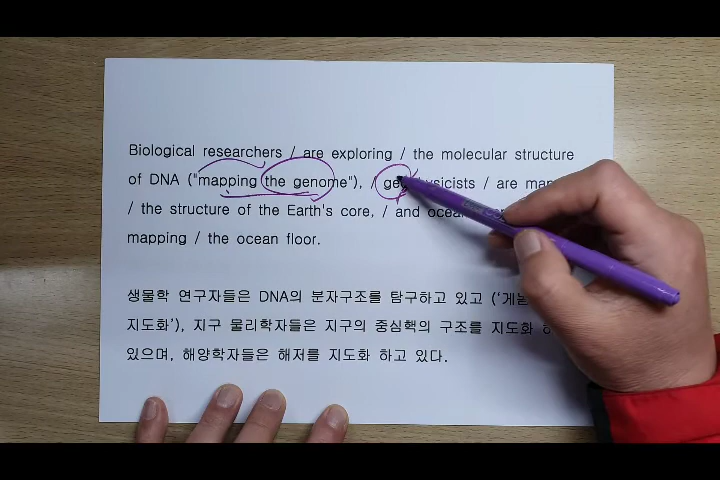 Biological researchers / are exploring / the molecular structure
of DNA ("mapping the genome"), / / are
/ the structure of the Earth's core, / and
mapping / the ocean floor.
생물학 연구자들은 DNA의 분자구조를 탐구하고 있고 ('게놈
지도화'), 지구 물리학자들은 지구의 중심핵의 구조를 지도화
있으며, 해양학자들은 해저를 지도화 하고 있다.